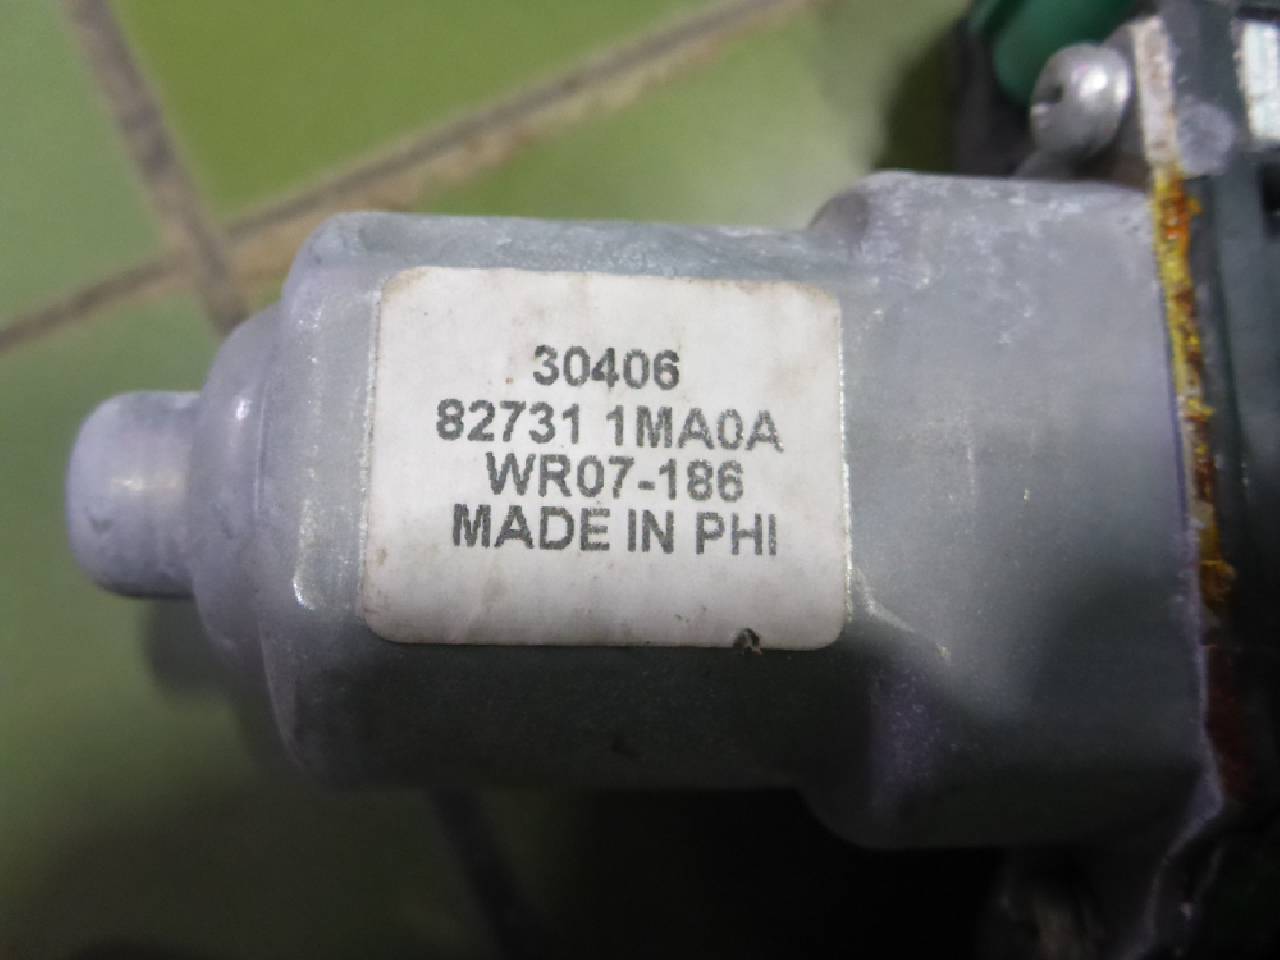 30406
82731 1MA0A
WR07-186
MADE IN PHI